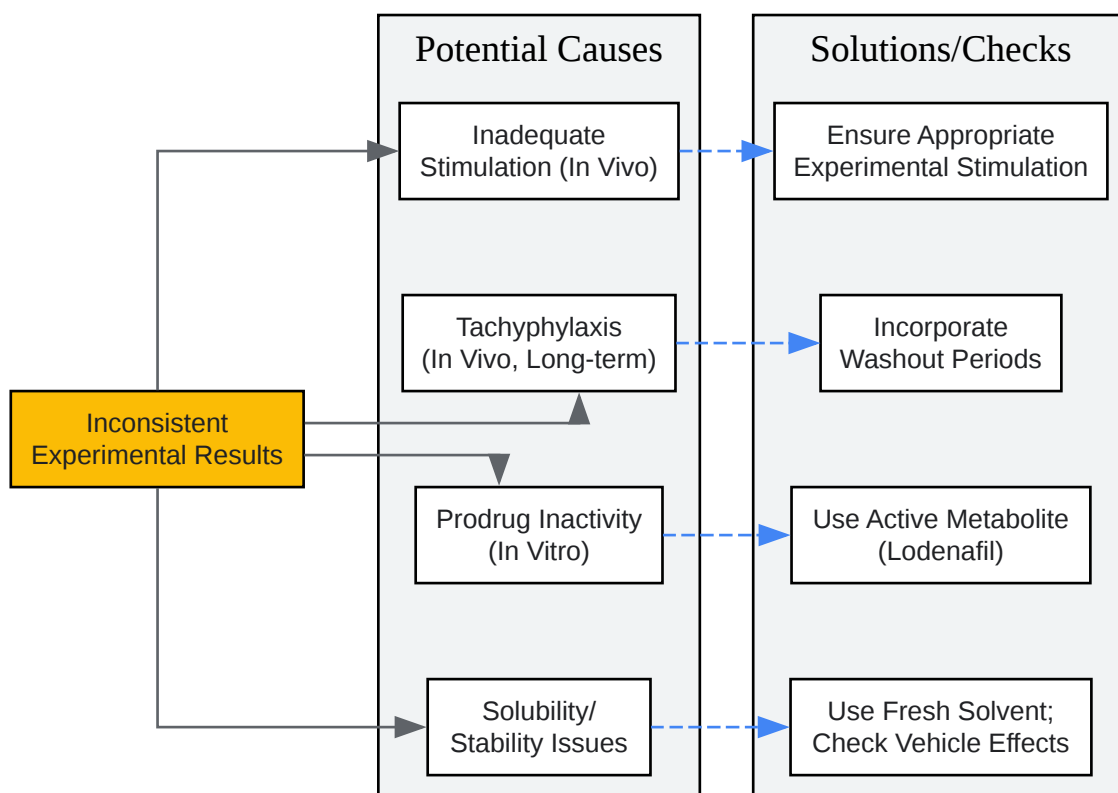 Potential Causes
Solutions/Checks
Inadequate
Stimulation (In Vivo)
Ensure Appropriate
Experimental Stimulation
Tachyphylaxis
(In Vivo, Long-term)
Incorporate
Washout Periods
Inconsistent
Experimental Results
Prodrug Inactivity
(In Vitro)
Use Active Metabolite
(Lodenafil)
Solubility/
Stability Issues
Use Fresh Solvent;
Check Vehicle Effects